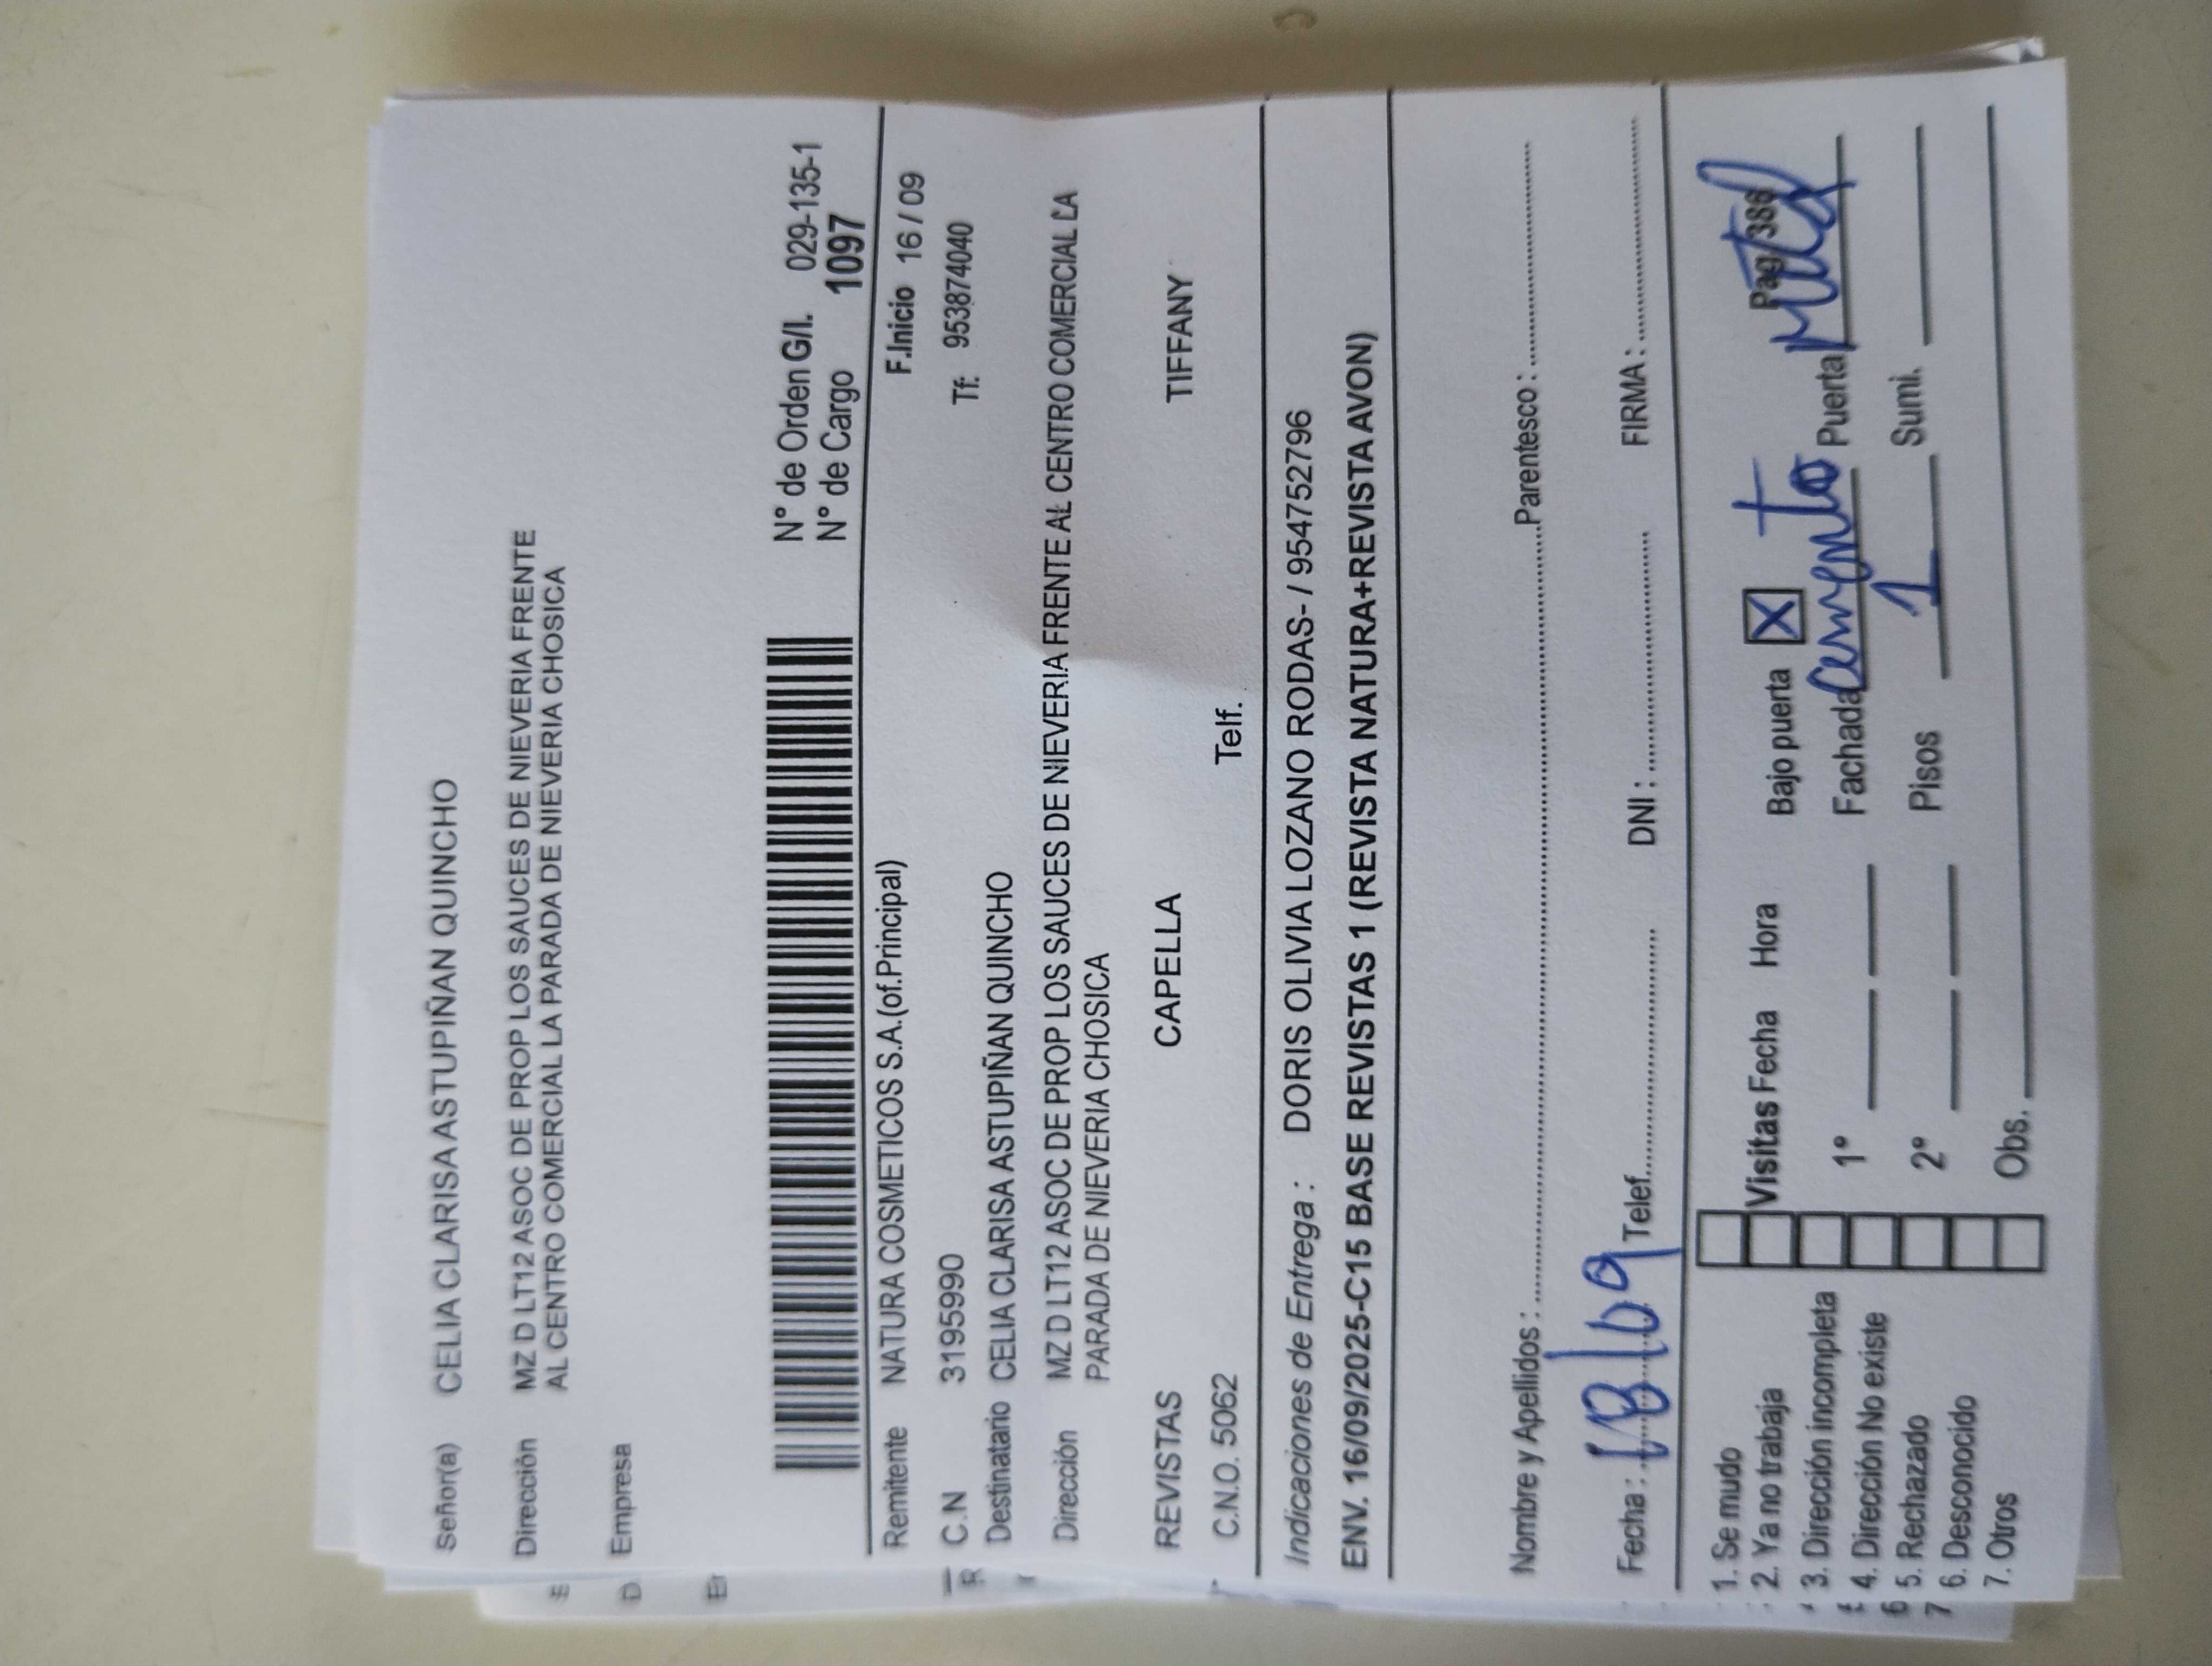 Señor(a) CELIA CLARISA ASTUPIÑAN QUINCHO
Dirección MZ D LT12 ASOC DE PROP LOS SAUCES DE NIEVERIA FRENTE
AL CENTRO COMERCIAL LA PARADA DE NIEVERIA CHOSICA
Empresa
N° de Orden G/I. 029-135-1
N° de Cargo 1097
Remitente NATURA COSMETICOS S.A.(of.Principal) F.Inicio 16 / 09
C.N 3195990 Tf: 953874040
Destinatario CELIA CLARISA ASTUPIÑAN QUINCHO
Dirección MZ D LT12 ASOC DE PROP LOS SAUCES DE NIEVERIA FRENTE AL CENTRO COMERCIAL LA
PARADA DE NIEVERIA CHOSICA
REVISTAS CAPELLA TIFFANY
C.N.O. 5062 Telf.
Indicaciones de Entrega : DORIS OLIVIA LOZANO RODAS- / 954752796
ENV. 16/09/2025-C15 BASE REVISTAS 1 (REVISTA NATURA+REVISTA AVON)
Nombre y Apellidos : Parentesco :
Fecha : 18/09 Telef. DNI : FIRMA :
1. Se mudo
2. Ya no trabaja
3. Dirección incompleta
4. Dirección No existe
5. Rechazado
6. Desconocido
7. Otros
Visitas Fecha Hora Bajo puerta X Pag/386
1° Fachada Cemento Puerta Metal
2° Pisos 1 Sumi.
Obs.